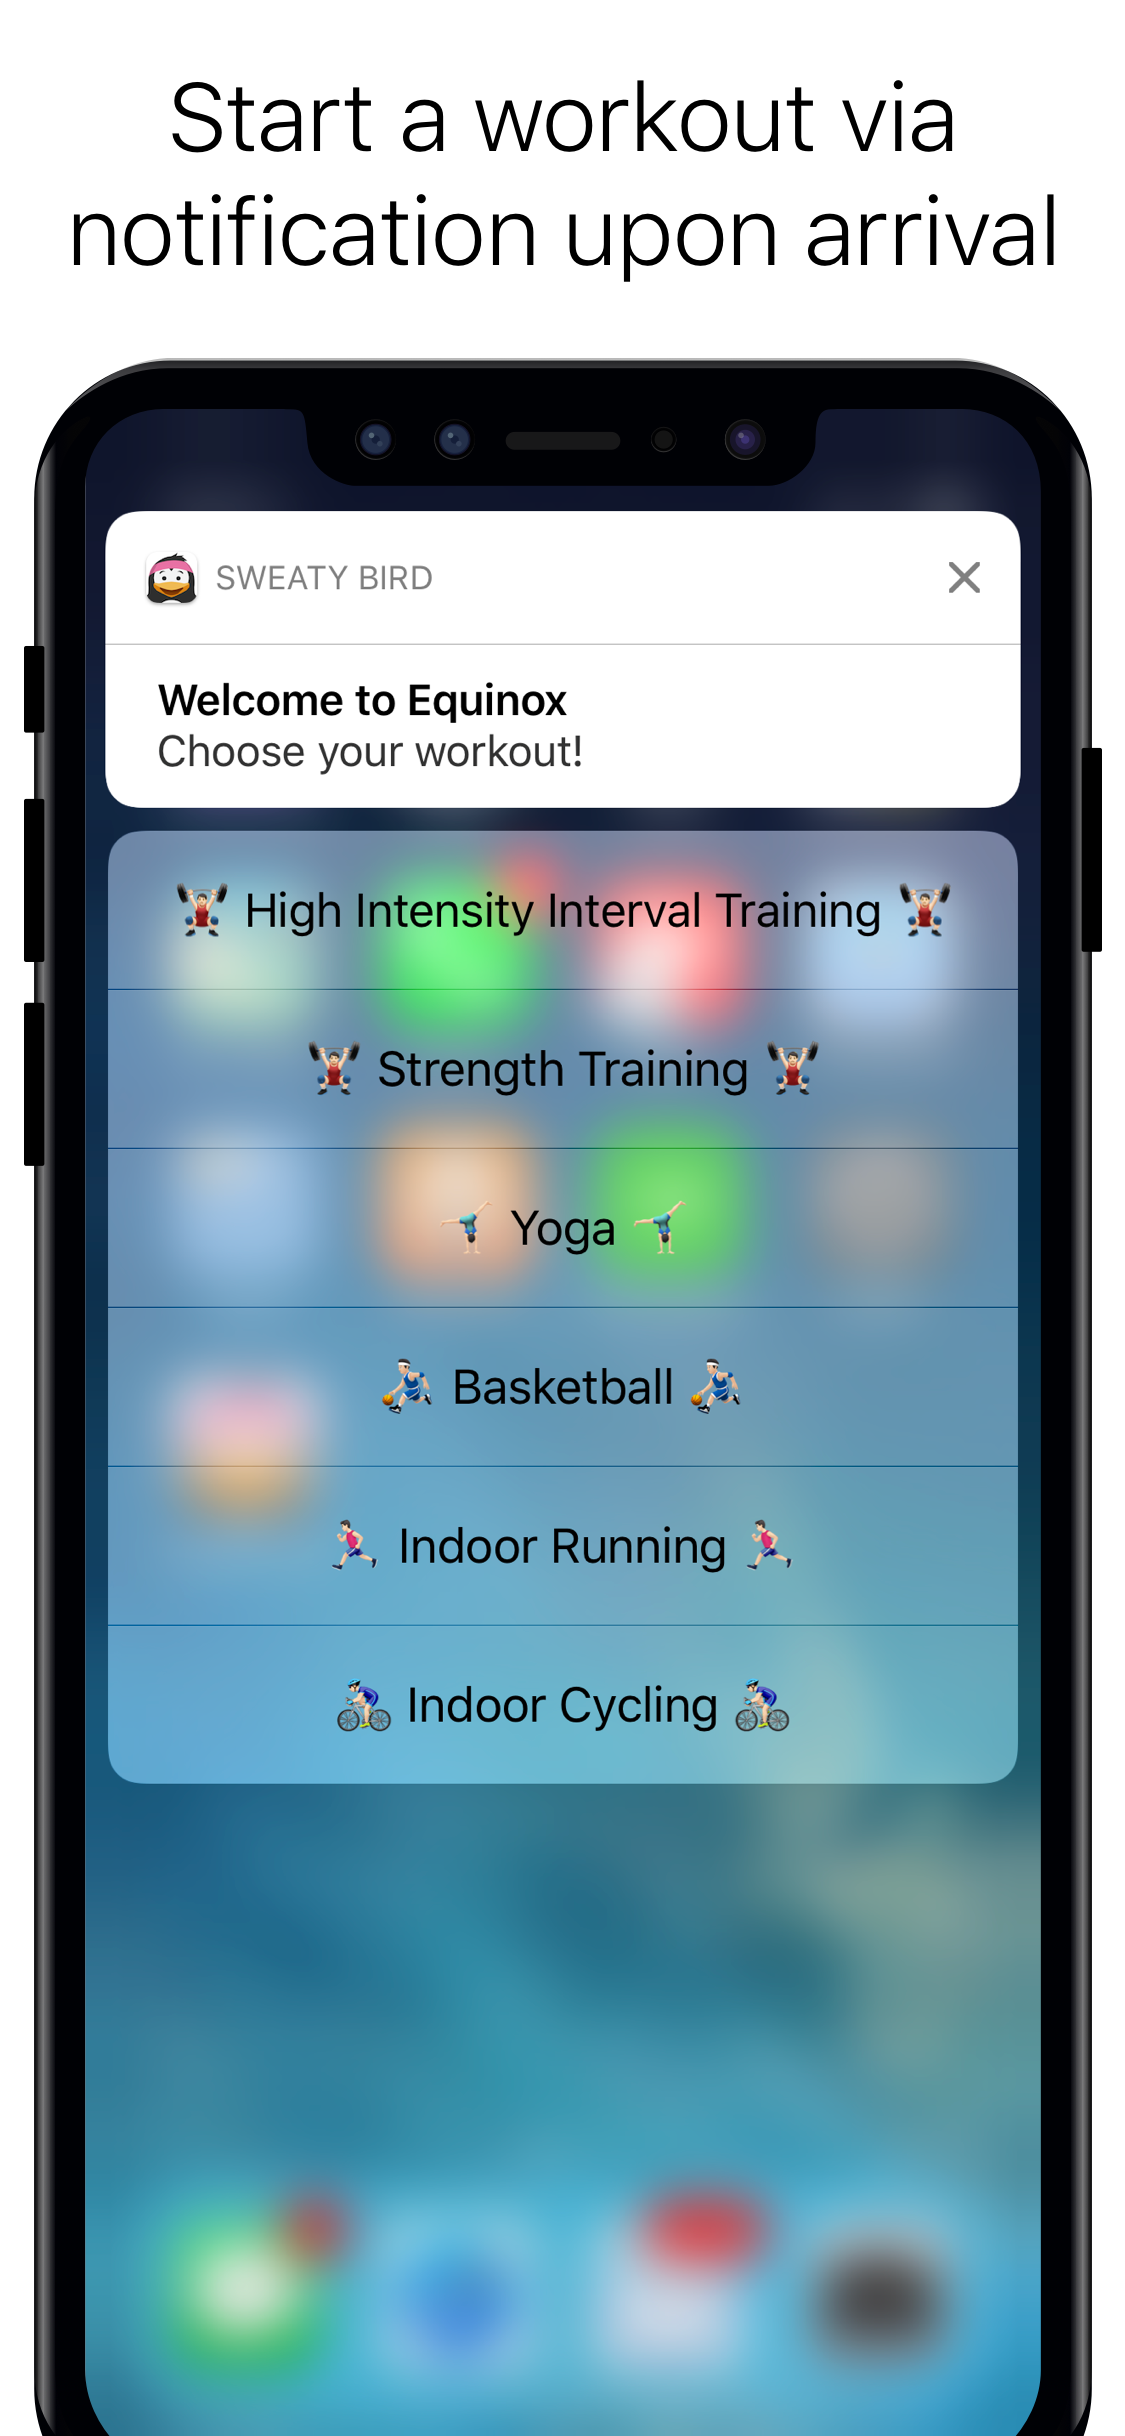 Start a workout via
notification upon arrival
SWEATY BIRD
Welcome to Equinox
Choose your workout!
🏋🏻 High Intensity Interval Training 🏋🏻
🏋🏻 Strength Training 🏋🏻
🤸🏻 Yoga 🤸🏻
⛹🏻 Basketball ⛹🏻
🏃🏻 Indoor Running 🏃🏻
🚴🏻 Indoor Cycling 🚴🏻